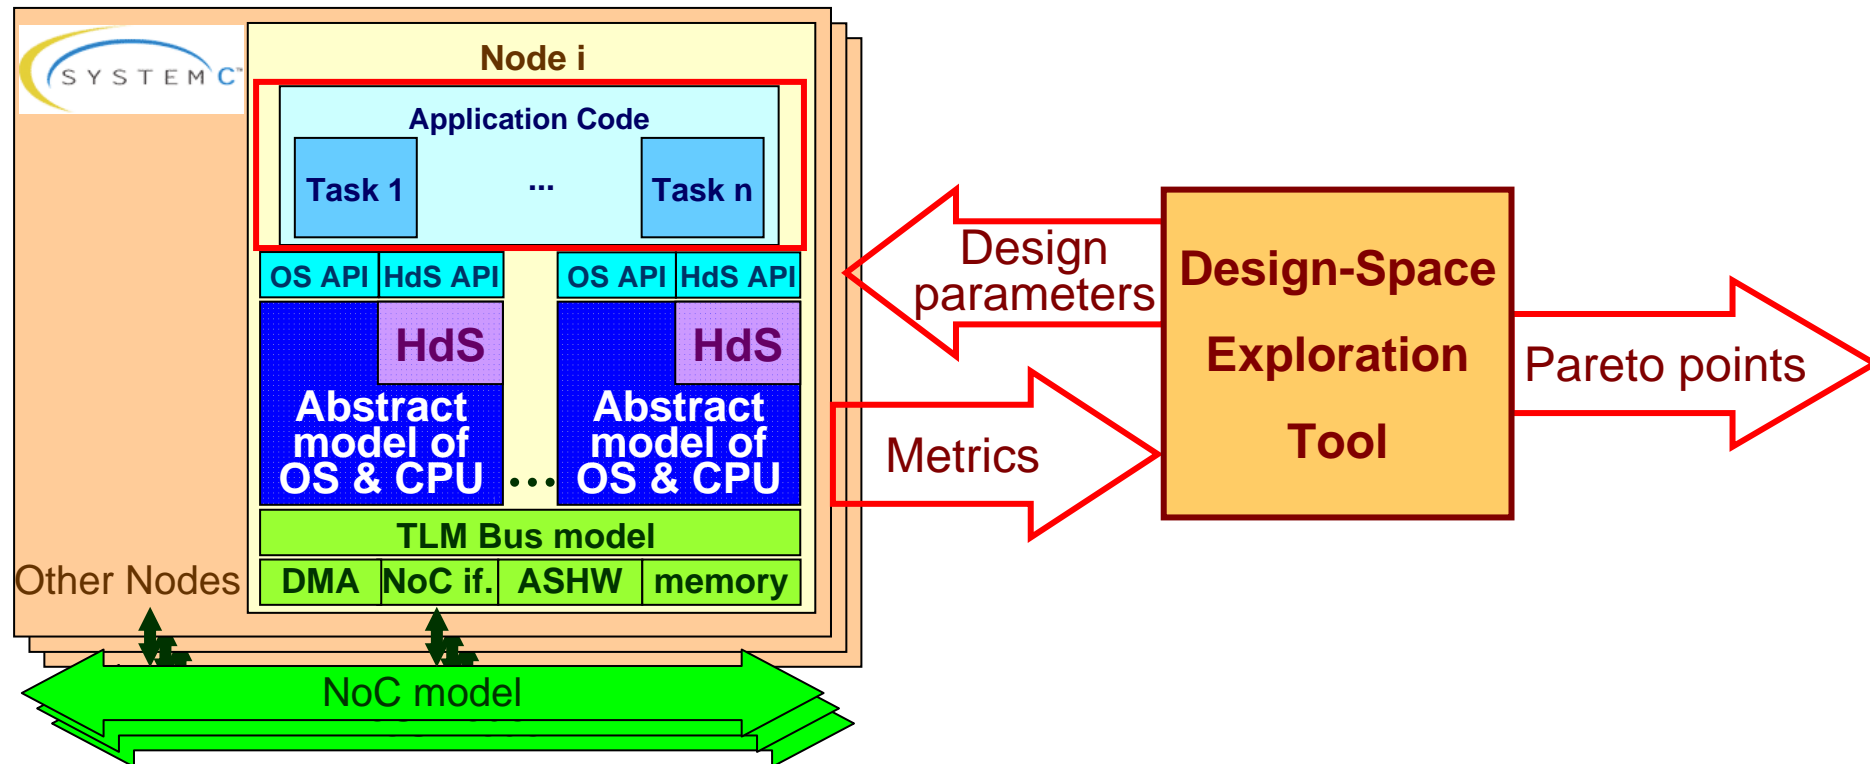 SYSTEMC™
Node i
Application Code
Task 1
...
Task n
OS API
HdS API
OS API
HdS API
HdS
HdS
Abstract
model of
OS & CPU
...
Abstract
model of
OS & CPU
TLM Bus model
DMA
NoC if.
ASHW
memory
Other Nodes
NoC model
Design
parameters
Metrics
Design-Space
Exploration
Tool
Pareto points